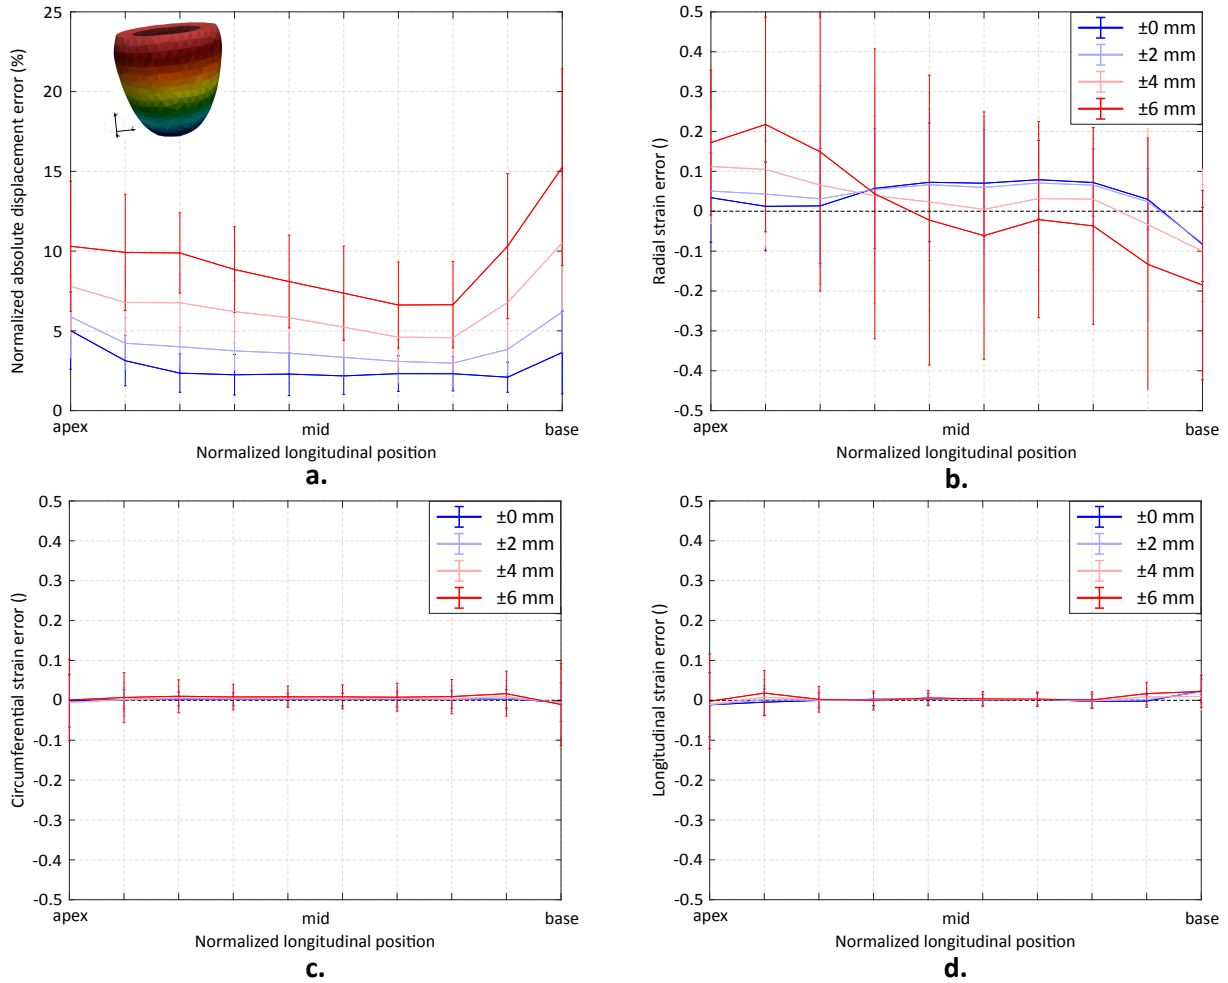 25
20
15
10
5
0
Normalized absolute displacement error (%)
apex
mid
base
Normalized longitudinal position
a.
0.5
0.4
0.3
0.2
0.1
0
-0.1
-0.2
-0.3
-0.4
-0.5
Radial strain error ()
±0 mm
±2 mm
±4 mm
±6 mm
apex
mid
base
Normalized longitudinal position
b.
0.5
0.4
0.3
0.2
0.1
0
-0.1
-0.2
-0.3
-0.4
-0.5
Circumferential strain error ()
±0 mm
±2 mm
±4 mm
±6 mm
apex
mid
base
Normalized longitudinal position
c.
0.5
0.4
0.3
0.2
0.1
0
-0.1
-0.2
-0.3
-0.4
-0.5
Longitudinal strain error ()
±0 mm
±2 mm
±4 mm
±6 mm
apex
mid
base
Normalized longitudinal position
d.